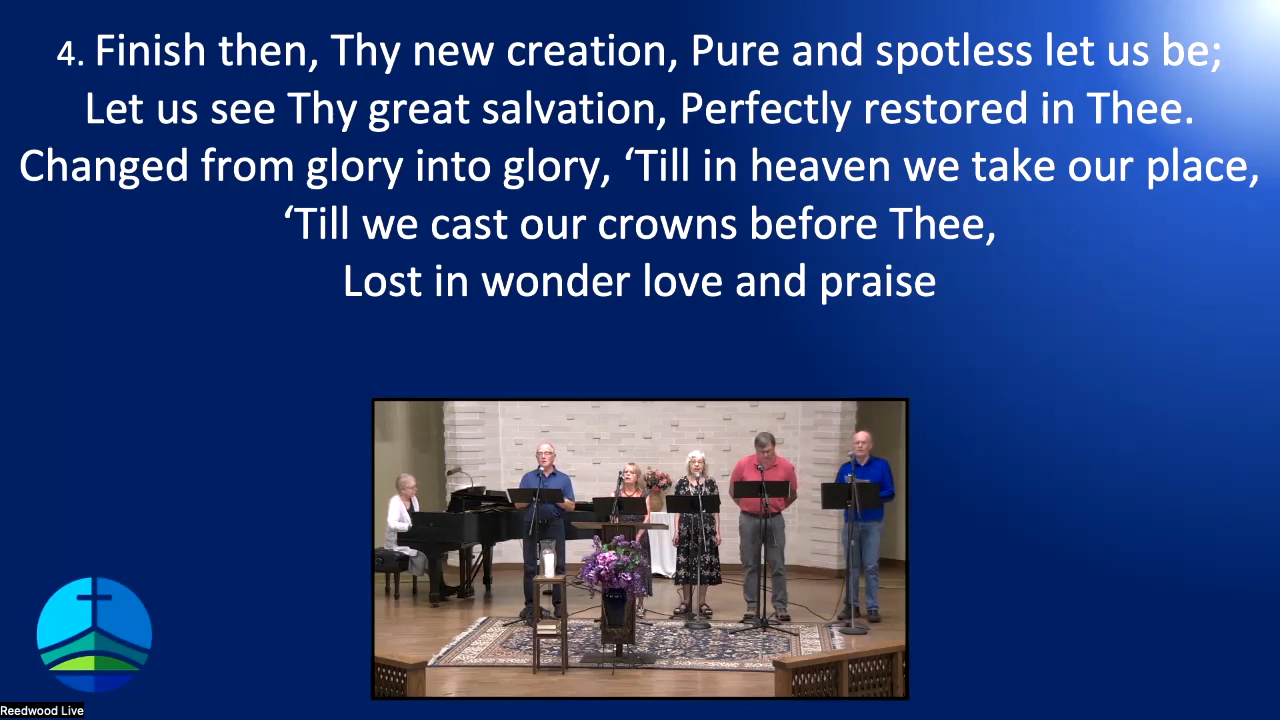 4. Finish then, Thy new creation, Pure and spotless let us be;
Let us see Thy great salvation, Perfectly restored in Thee.
Changed from glory into glory, ‘Till in heaven we take our place,
‘Till we cast our crowns before Thee,
Lost in wonder love and praise
Reedwood Live